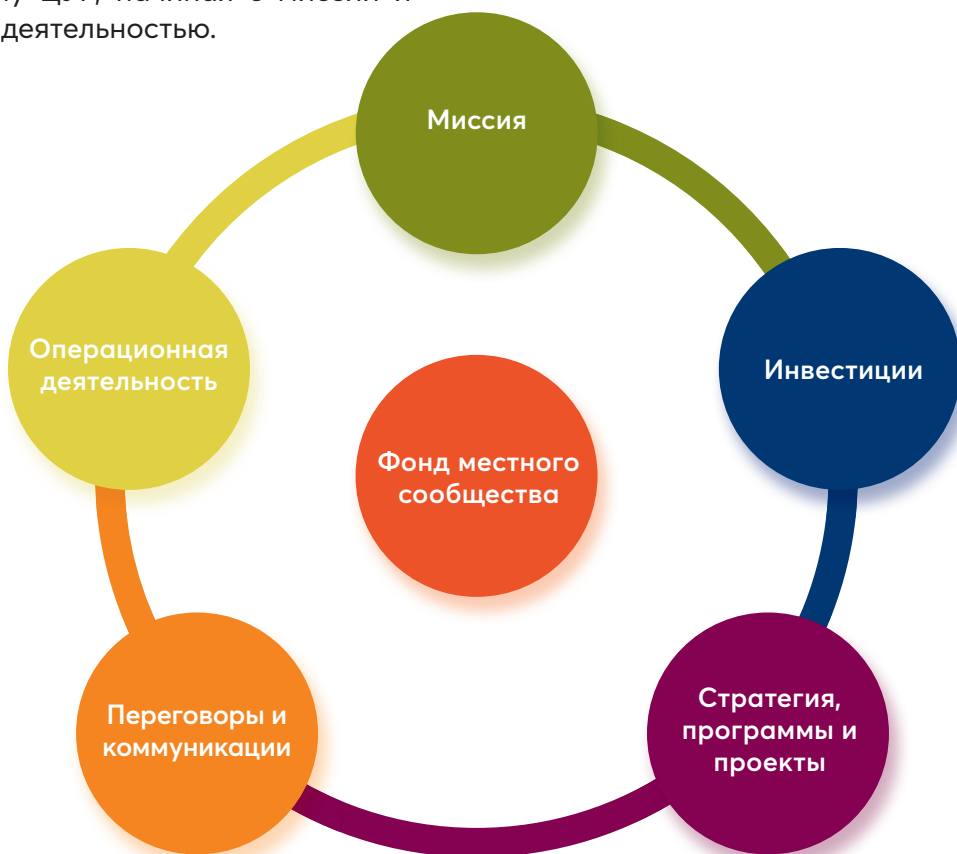 деятельностью.
Миссия
Операционная
деятельность
Инвестиции
Фонд местного
сообщества
Переговоры и
коммуникации
Стратегия,
программы и
проекты